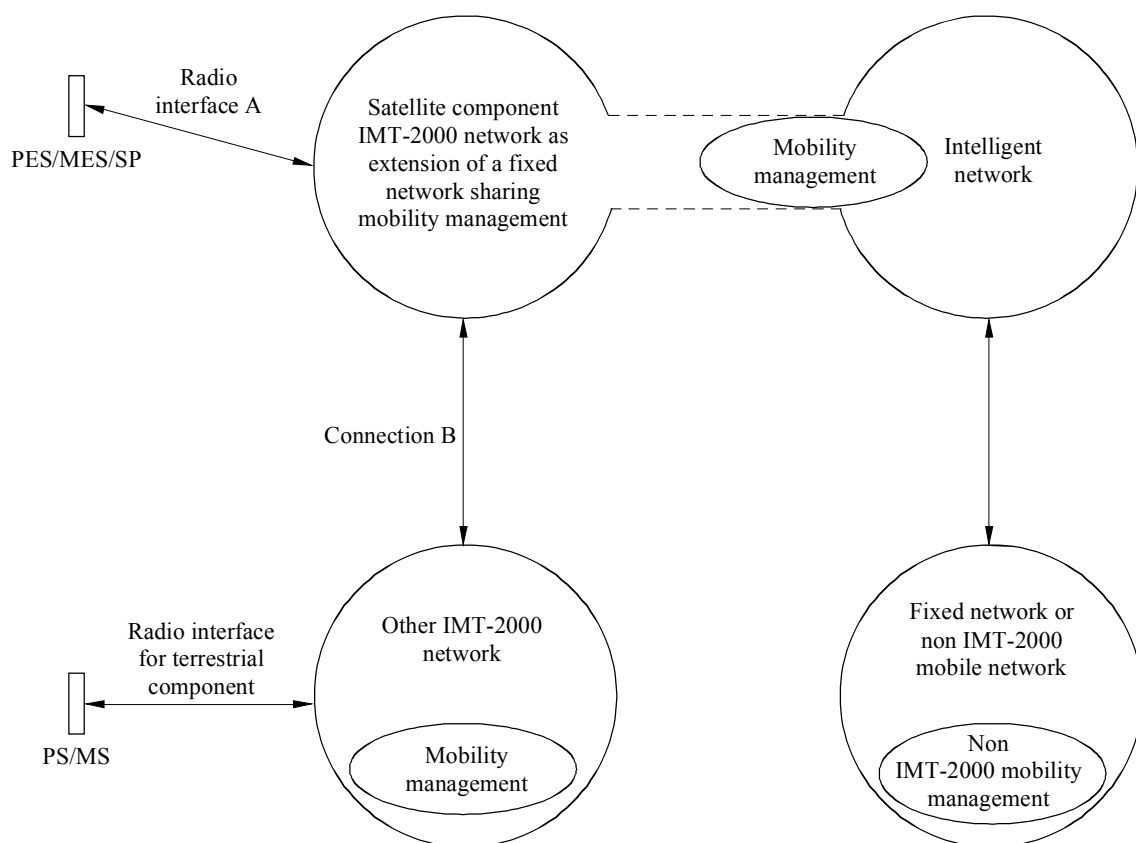 Radio
interface A
PES/MES/SP
Satellite component
IMT-2000 network as
extension of a fixed
network sharing
mobility management
Mobility
management
Intelligent
network
Connection B
Radio interface
for terrestrial
component
PS/MS
Other IMT-2000
network
Mobility
management
Fixed network or
non IMT-2000
mobile network
Non
IMT-2000 mobility
management